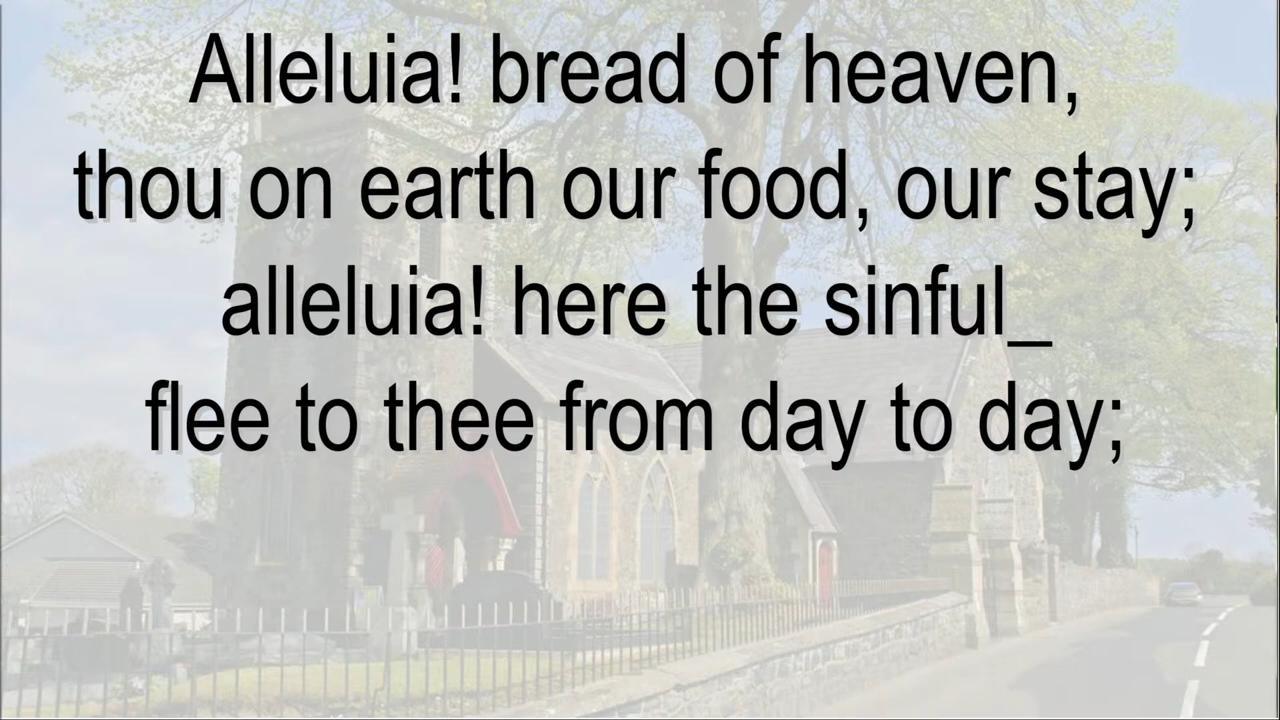 Alleluia! bread of heaven,
thou on earth our food, our stay;
alleluia! here the sinful_
flee to thee from day to day;